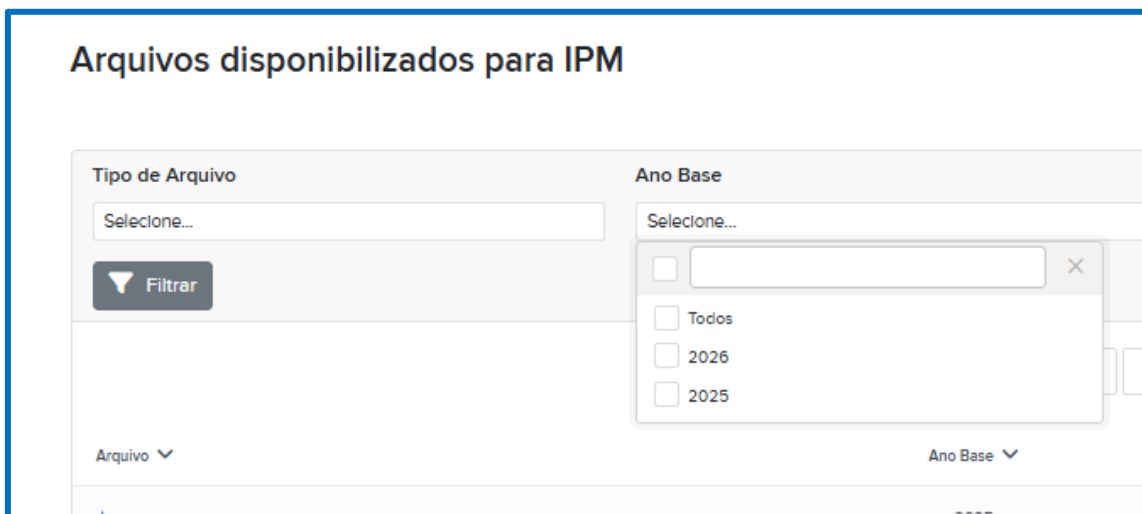 Arquivos disponibilizados para IPM
Tipo de Arquivo
Ano Base
Selecione...
Selecione...
Filtrar
Todos
2026
2025
Arquivo
Ano Base